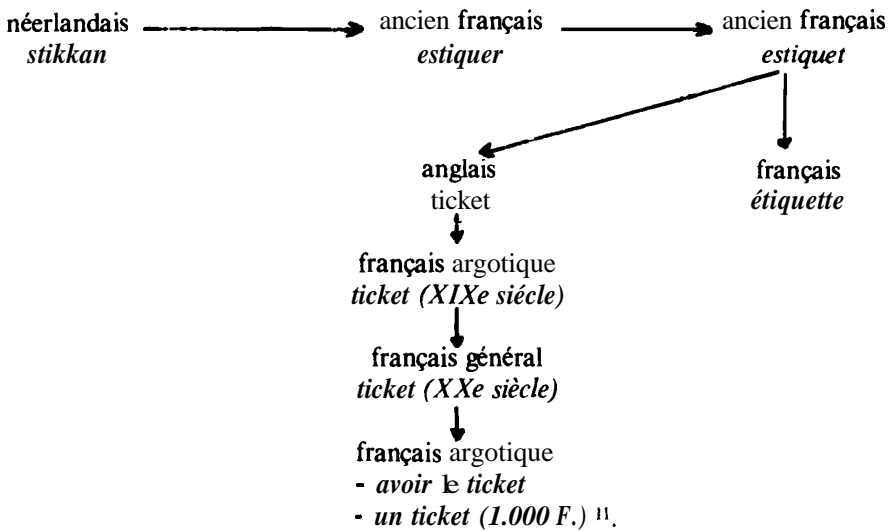 néerlandais ancien français ancien français
stikkan estiquer estiquet
anglais français
ticket étiquette
français argotique
ticket (XIXe siécle)
français général
ticket (XXe siècle)
français argotique
- avoir le ticket
- un ticket (1.000 F.) 11.